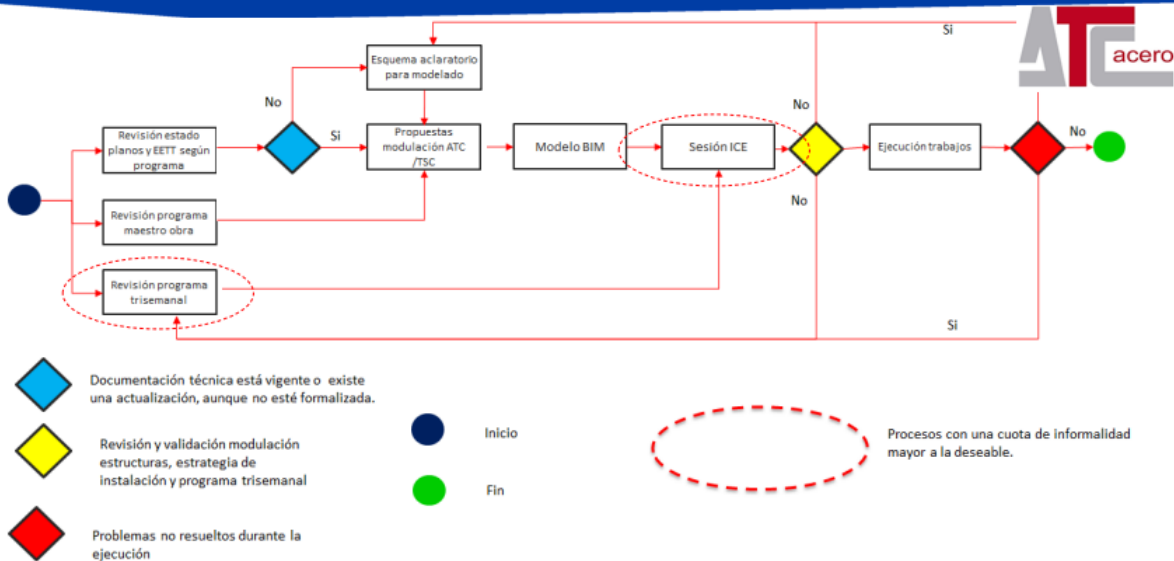 Si
ATC acero
Esquema aclaratorio
para modelado
No
Si
No
No
Revisión estado
planos y EETT según
programa
Propuestas
modulación ATC
/TSC
Modelo BIM
Sesión ICE
Ejecución trabajos
No
Revisión programa
maestro obra
Revisión programa
trisemanal
Si
Documentación técnica está vigente o existe
una actualización, aunque no esté formalizada.
Revisión y validación modulación
estructuras, estrategia de
instalación y programa trisemanal
Problemas no resueltos durante la
ejecución
Inicio
Fin
Procesos con una cuota de informalidad
mayor a la deseable.